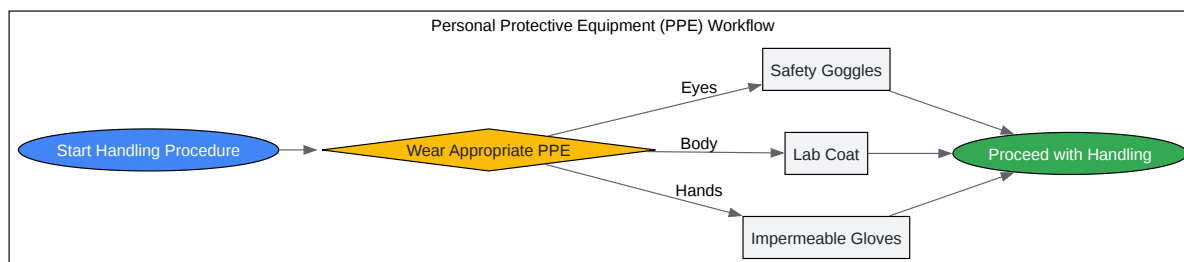 Personal Protective Equipment (PPE) Workflow
Start Handling Procedure
Wear Appropriate PPE
Eyes
Safety Goggles
Body
Lab Coat
Hands
Impermeable Gloves
Proceed with Handling